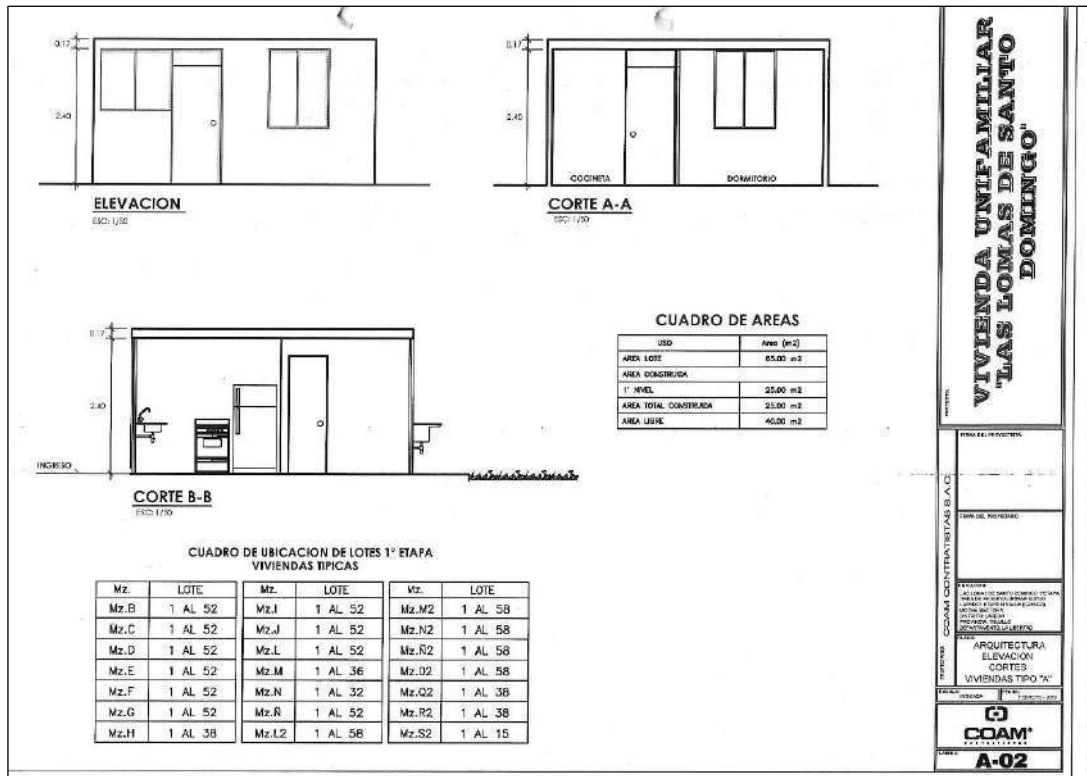 0.17
2.40
ELEVACION
ESC: 1/50
0.17
2.40
COCINETA
DORMITORIO
CORTE A-A
ESC: 1/50
0.17
2.40
INGRESO
CORTE B-B
ESC: 1/50
CUADRO DE AREAS
USO Area (m2)
AREA LOTE 65.00 m2
AREA CONSTRUIDA
1° NIVEL 25.00 m2
AREA TOTAL CONSTRUIDA 25.00 m2
AREA LIBRE 40.00 m2
CUADRO DE UBICACION DE LOTES 1° ETAPA
VIVIENDAS TIPICAS
Mz. LOTE Mz. LOTE Mz. LOTE
Mz.B 1 AL 52 Mz.I 1 AL 52 Mz.M2 1 AL 58
Mz.C 1 AL 52 Mz.J 1 AL 52 Mz.N2 1 AL 58
Mz.D 1 AL 52 Mz.L 1 AL 52 Mz.Ñ2 1 AL 58
Mz.E 1 AL 52 Mz.M 1 AL 36 Mz.O2 1 AL 58
Mz.F 1 AL 52 Mz.N 1 AL 32 Mz.Q2 1 AL 38
Mz.G 1 AL 52 Mz.Ñ 1 AL 52 Mz.R2 1 AL 38
Mz.H 1 AL 38 Mz.L2 1 AL 58 Mz.S2 1 AL 15
VIVIENDA UNIFAMILIAR
"LAS LOMAS DE SANTO
DOMINGO"
COAM CONTRATISTAS S.A.C.
FIRMA DEL PROYECTISTA
FIRMA DEL PROPIETARIO
ARQUITECTURA
ELEVACION
CORTES
VIVIENDAS TIPO "A"
INDICADA
COAM
CONTRATISTAS
A-02